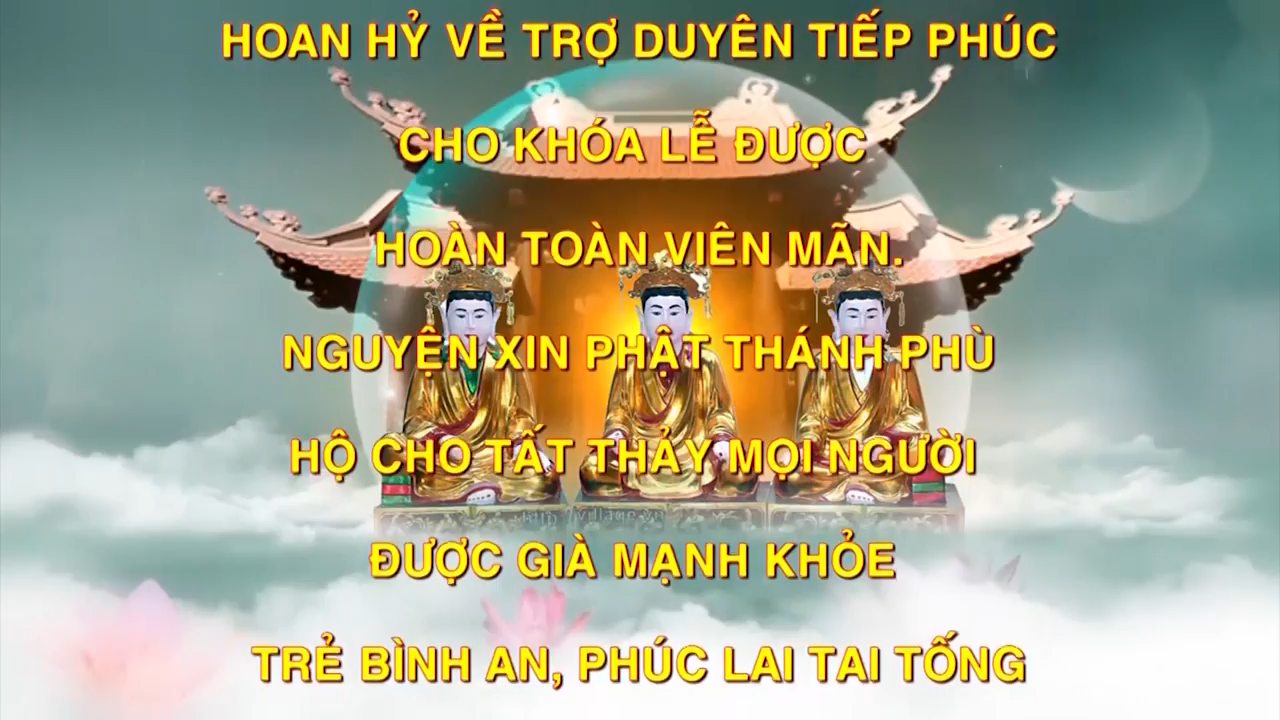 HOAN HỶ VỀ TRỢ DUYÊN TIẾP PHÚC
CHO KHÓA LỄ ĐƯỢC
HOÀN TOÀN VIÊN MÃN.
NGUYỆN XIN PHẬT THÁNH PHÙ
HỘ CHO TẤT THẢY MỌI NGƯỜI
ĐƯỢC GIÀ MẠNH KHỎE
TRẺ BÌNH AN, PHÚC LAI TAI TỐNG